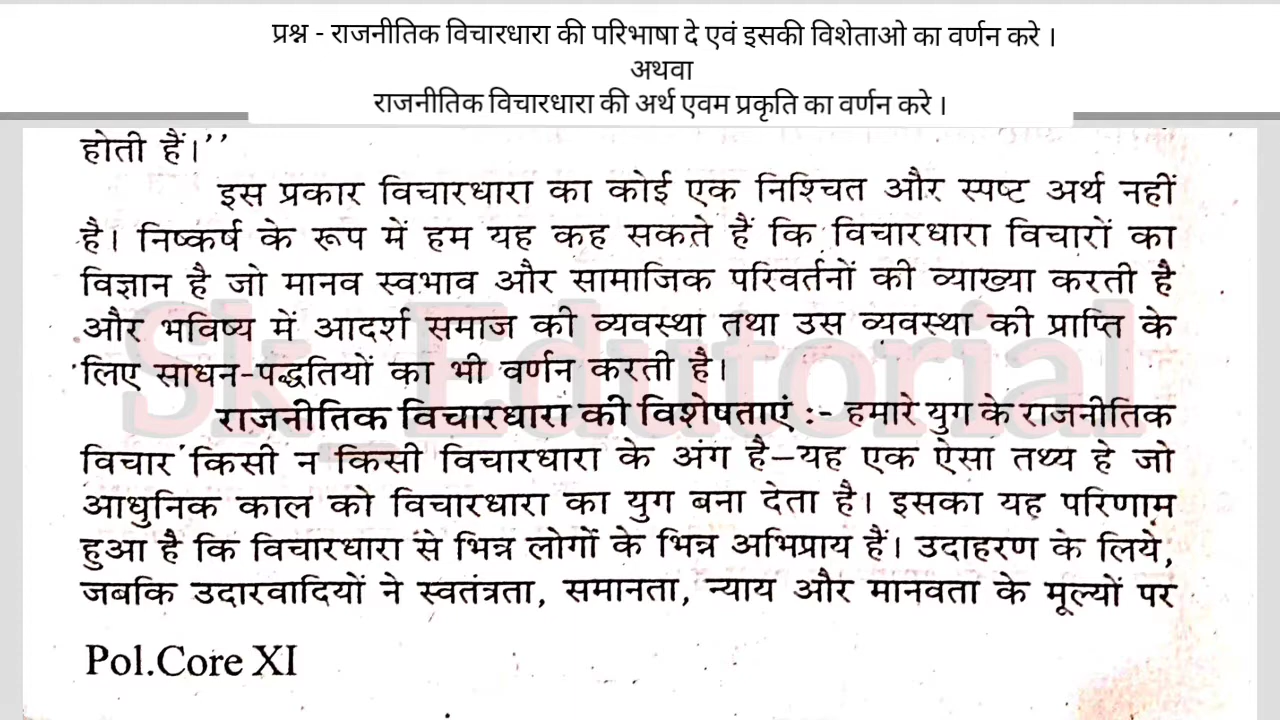 प्रश्न - राजनीतिक विचारधारा की परिभाषा दे एवं इसकी विशेताओ का वर्णन करे ।
अथवा
राजनीतिक विचारधारा की अर्थ एवम प्रकृति का वर्णन करे ।
होती हैं।’’
इस प्रकार विचारधारा का कोई एक निश्चित और स्पष्ट अर्थ नहीं
है। निष्कर्ष के रूप में हम यह कह सकते हैं कि विचारधारा विचारों का
विज्ञान है जो मानव स्वभाव और सामाजिक परिवर्तनों की व्याख्या करती है
और भविष्य में आदर्श समाज की व्यवस्था तथा उस व्यवस्था की प्राप्ति के
लिए साधन-पद्धतियों का भी वर्णन करती है।
Sk_Edutorial
राजनीतिक विचारधारा की विशेषताएं :- हमारे युग के राजनीतिक
विचार किसी न किसी विचारधारा के अंग है–यह एक ऐसा तथ्य हे जो
आधुनिक काल को विचारधारा का युग बना देता है। इसका यह परिणाम
हुआ है कि विचारधारा से भिन्न लोगों के भिन्न अभिप्राय हैं। उदाहरण के लिये,
जबकि उदारवादियों ने स्वतंत्रता, समानता, न्याय और मानवता के मूल्यों पर
Pol.Core XI